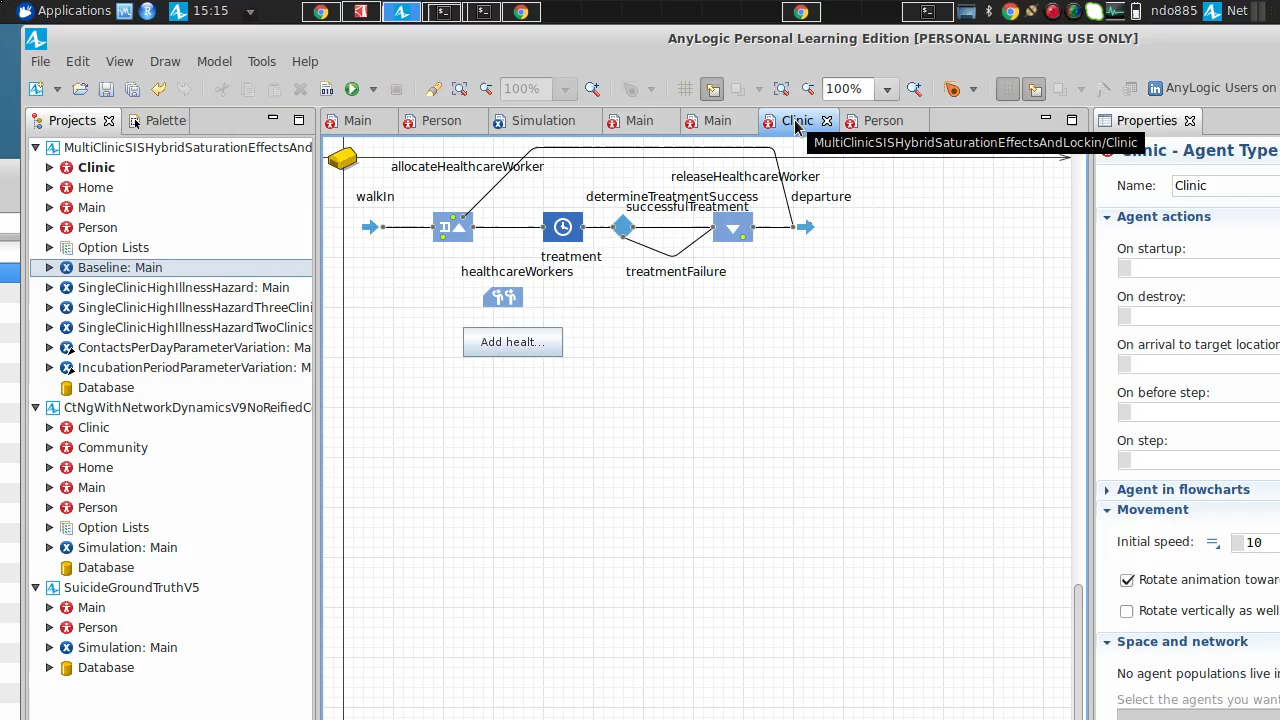 Applications 15:15 ndo885 Net
AnyLogic Personal Learning Edition [PERSONAL LEARNING USE ONLY]
File Edit View Draw Model Tools Help
100% 100% AnyLogic Users on
Projects Palette Main Person Simulation Main Main Clinic Person Properties
MultiClinicSISHybridSaturationEffectsAndLockin/Clinic
MultiClinicSISHybridSaturationEffectsAnd
Clinic
Home
Main
Person
Option Lists
Baseline: Main
SingleClinicHighIllnessHazard: Main
SingleClinicHighIllnessHazardThreeClini
SingleClinicHighIllnessHazardTwoClinics
ContactsPerDayParameterVariation: Ma
IncubationPeriodParameterVariation: M
Database
CtNgWithNetworkDynamicsV9NoReifiedC
Clinic
Community
Home
Main
Person
Option Lists
Simulation: Main
Database
SuicideGroundTruthV5
Main
Person
Simulation: Main
Database
allocateHealthcareWorker
releaseHealthcareWorker
walkIn
determineTreatmentSuccess
departure
successfulTreatment
treatment
healthcareWorkers
treatmentFailure
Add healt...
Clinic - Agent Type
Name: Clinic
Agent actions
On startup:
On destroy:
On arrival to target location
On before step:
On step:
Agent in flowcharts
Movement
Initial speed: 10
Rotate animation towar
Rotate vertically as well
Space and network
No agent populations live i
Select the agents you want